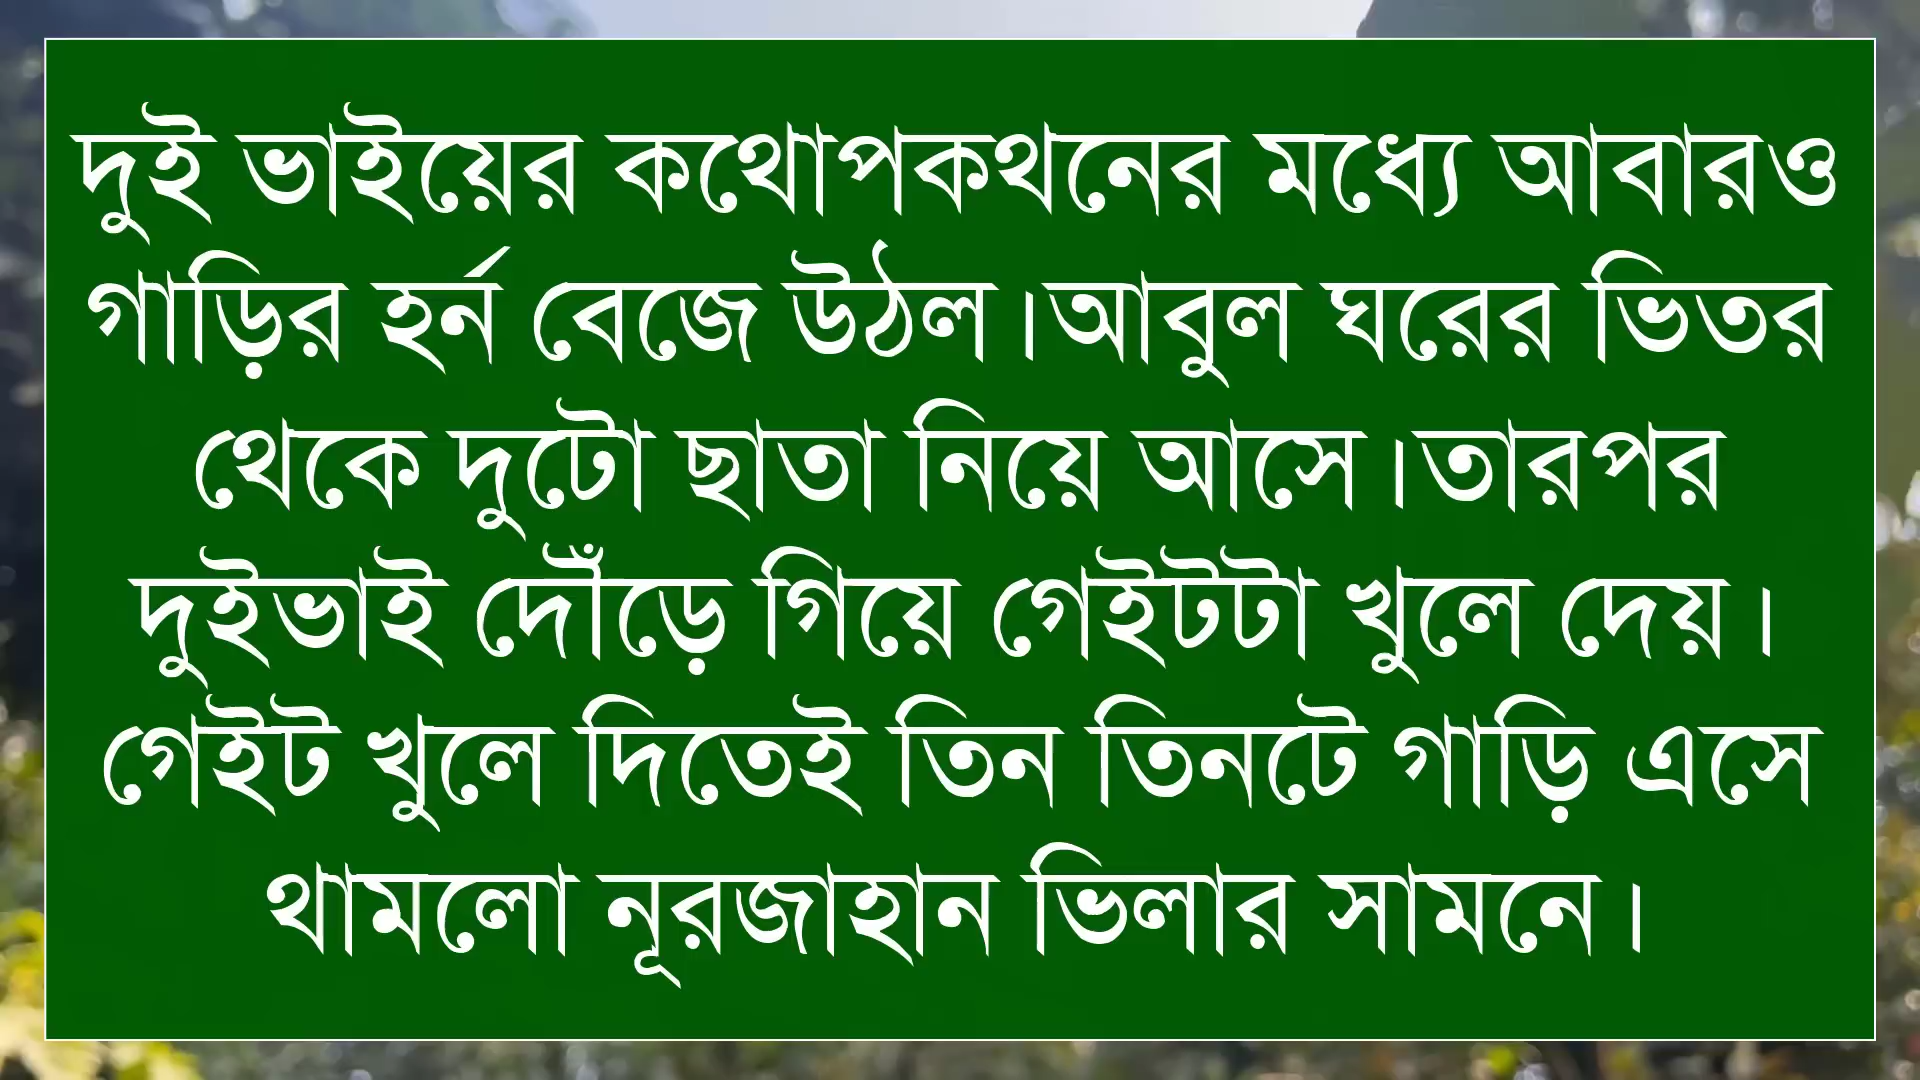 দুই ভাইয়ের কথোপকথনের মধ্যে আবারও
গাড়ির হর্ন বেজে উঠল।আবুল ঘরের ভিতর
থেকে দুটো ছাতা নিয়ে আসে।তারপর
দুইভাই দৌঁড়ে গিয়ে গেইটটা খুলে দেয়।
গেইট খুলে দিতেই তিন তিনটে গাড়ি এসে
থামলো নূরজাহান ভিলার সামনে।